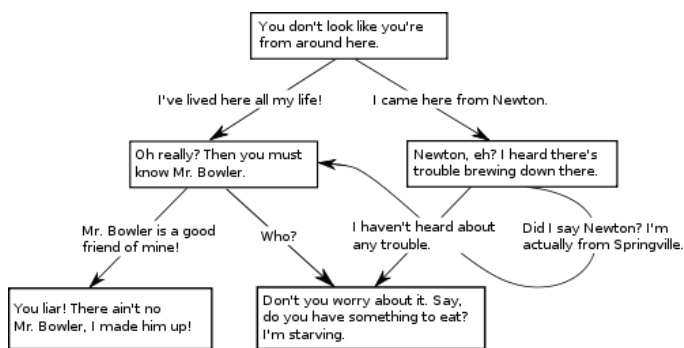 You don't look like you're
from around here.
I've lived here all my life!
I came here from Newton.
Oh really? Then you must
know Mr. Bowler.
Newton, eh? I heard there's
trouble brewing down there.
Mr. Bowler is a good
friend of mine!
Who?
I haven't heard about
any trouble.
Did I say Newton? I'm
actually from Springville.
You liar! There ain't no
Mr. Bowler, I made him up!
Don't you worry about it. Say,
do you have something to eat?
I'm starving.